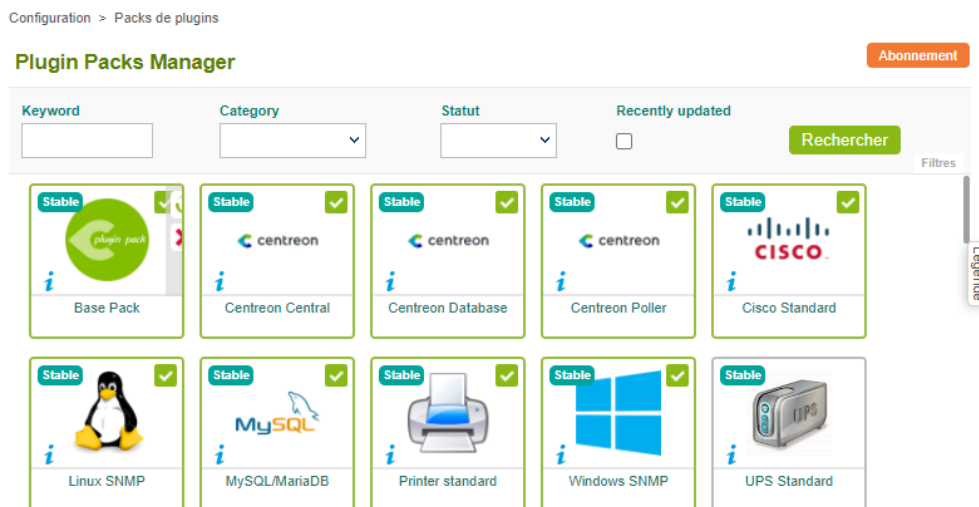 Configuration > Packs de plugins
Plugin Packs Manager
Abonnement
Keyword
Category
Statut
Recently updated
Rechercher
Filtres
Stable
plugin pack
i
Base Pack
Stable
centreon
i
Centreon Central
Stable
centreon
i
Centreon Database
Stable
centreon
i
Centreon Poller
Stable
CISCO
i
Cisco Standard
Légende
Stable
i
Linux SNMP
Stable
MySQL
i
MySQL/MariaDB
Stable
i
Printer standard
Stable
i
Windows SNMP
Stable
UPS
i
UPS Standard